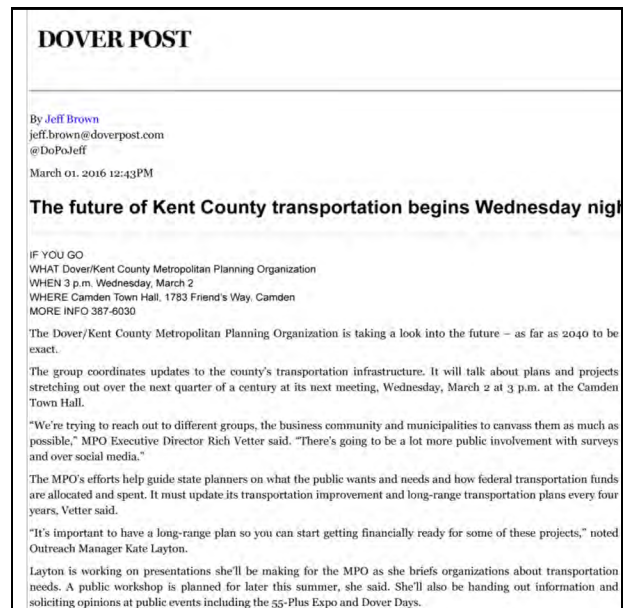 DOVER POST
By Jeff Brown
jeff.brown@doverpost.com
@DoPoJeff
March 01. 2016 12:43PM
The future of Kent County transportation begins Wednesday nigh
IF YOU GO
WHAT Dover/Kent County Metropolitan Planning Organization
WHEN 3 p.m. Wednesday, March 2
WHERE Camden Town Hall, 1783 Friend's Way. Camden
MORE INFO 387-6030
The Dover/Kent County Metropolitan Planning Organization is taking a look into the future – as far as 2040 to be
exact.
The group coordinates updates to the county's transportation infrastructure. It will talk about plans and projects
stretching out over the next quarter of a century at its next meeting, Wednesday, March 2 at 3 p.m. at the Camden
Town Hall.
“We're trying to reach out to different groups, the business community and municipalities to canvass them as much as
possible,” MPO Executive Director Rich Vetter said. “There's going to be a lot more public involvement with surveys
and over social media.”
The MPO's efforts help guide state planners on what the public wants and needs and how federal transportation funds
are allocated and spent. It must update its transportation improvement and long-range transportation plans every four
years, Vetter said.
“It's important to have a long-range plan so you can start getting financially ready for some of these projects,” noted
Outreach Manager Kate Layton.
Layton is working on presentations she'll be making for the MPO as she briefs organizations about transportation
needs. A public workshop is planned for later this summer, she said. She'll also be handing out information and
soliciting opinions at public events including the 55-Plus Expo and Dover Days.